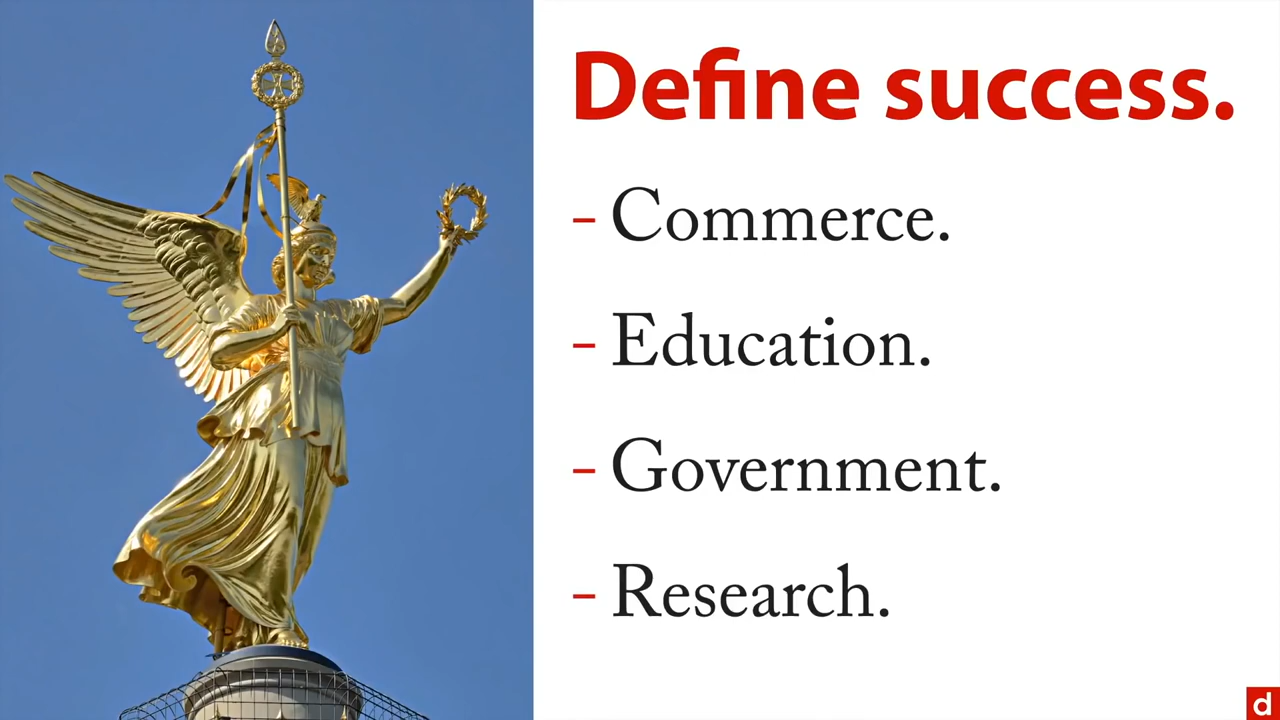 Define success.
– Commerce.
– Education.
– Government.
– Research.
d